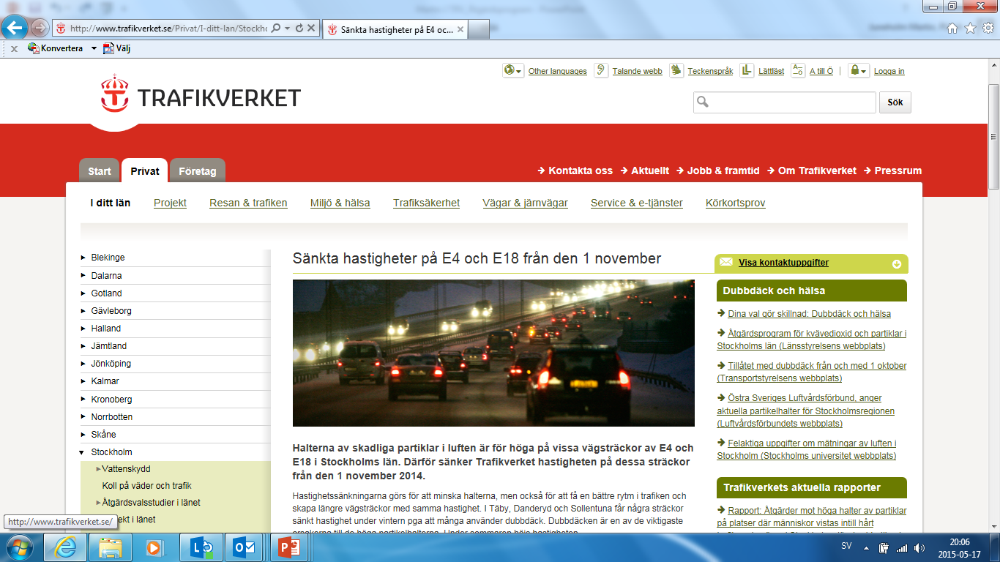 http://www.trafikverket.se/Privat/I-ditt-lan/Stockh
Sänkta hastigheter på E4 oc...
x Konvertera Välj
Other languages Talande webb Teckenspråk Lättläst A till Ö | Logga in
TRAFIKVERKET
Sök
Start Privat Företag
Kontakta oss Aktuellt Jobb & framtid Om Trafikverket Pressrum
I ditt län Projekt Resan & trafiken Miljö & hälsa Trafiksäkerhet Vägar & järnvägar Service & e-tjänster Körkortsprov
Blekinge
Dalarna
Gotland
Gävleborg
Halland
Jämtland
Jönköping
Kalmar
Kronoberg
Norrbotten
Skåne
Stockholm
Vattenskydd
Koll på väder och trafik
Åtgärdsvalsstudier i länet
ekt i länet
http://www.trafikverket.se/
Sänkta hastigheter på E4 och E18 från den 1 november
Halterna av skadliga partiklar i luften är för höga på vissa vägsträckor av E4 och
E18 i Stockholms län. Därför sänker Trafikverket hastigheten på dessa sträckor
från den 1 november 2014.
Hastighetssänkningarna görs för att minska halterna, men också för att få en bättre rytm i trafiken och
skapa längre vägsträckor med samma hastighet. I Täby, Danderyd och Sollentuna får några sträckor
sänkt hastighet under vintern pga att många använder dubbdäck. Dubbdäcken är en av de viktigaste
orsakerna till de höga partikelhalterna. Under sommaren höjs hastigheten
Visa kontaktuppgifter
Dubbdäck och hälsa
Dina val gör skillnad: Dubbdäck och hälsa
Åtgärdsprogram för kvävedioxid och partiklar i
Stockholms län (Länsstyrelsens webbplats)
Tillåtet med dubbdäck från och med 1 oktober
(Transportstyrelsens webbplats)
Östra Sveriges Luftvårdsförbund, anger
aktuella partikelhalter för Stockholmsregionen
(Luftvårdsförbundets webbplats)
Felaktiga uppgifter om mätningar av luften i
Stockholm (Stockholms universitet webbplats)
Trafikverkets aktuella rapporter
Rapport: Åtgärder mot höga halter av partiklar
på platser där människor vistas intill hårt
SV
20:06
2015-05-17